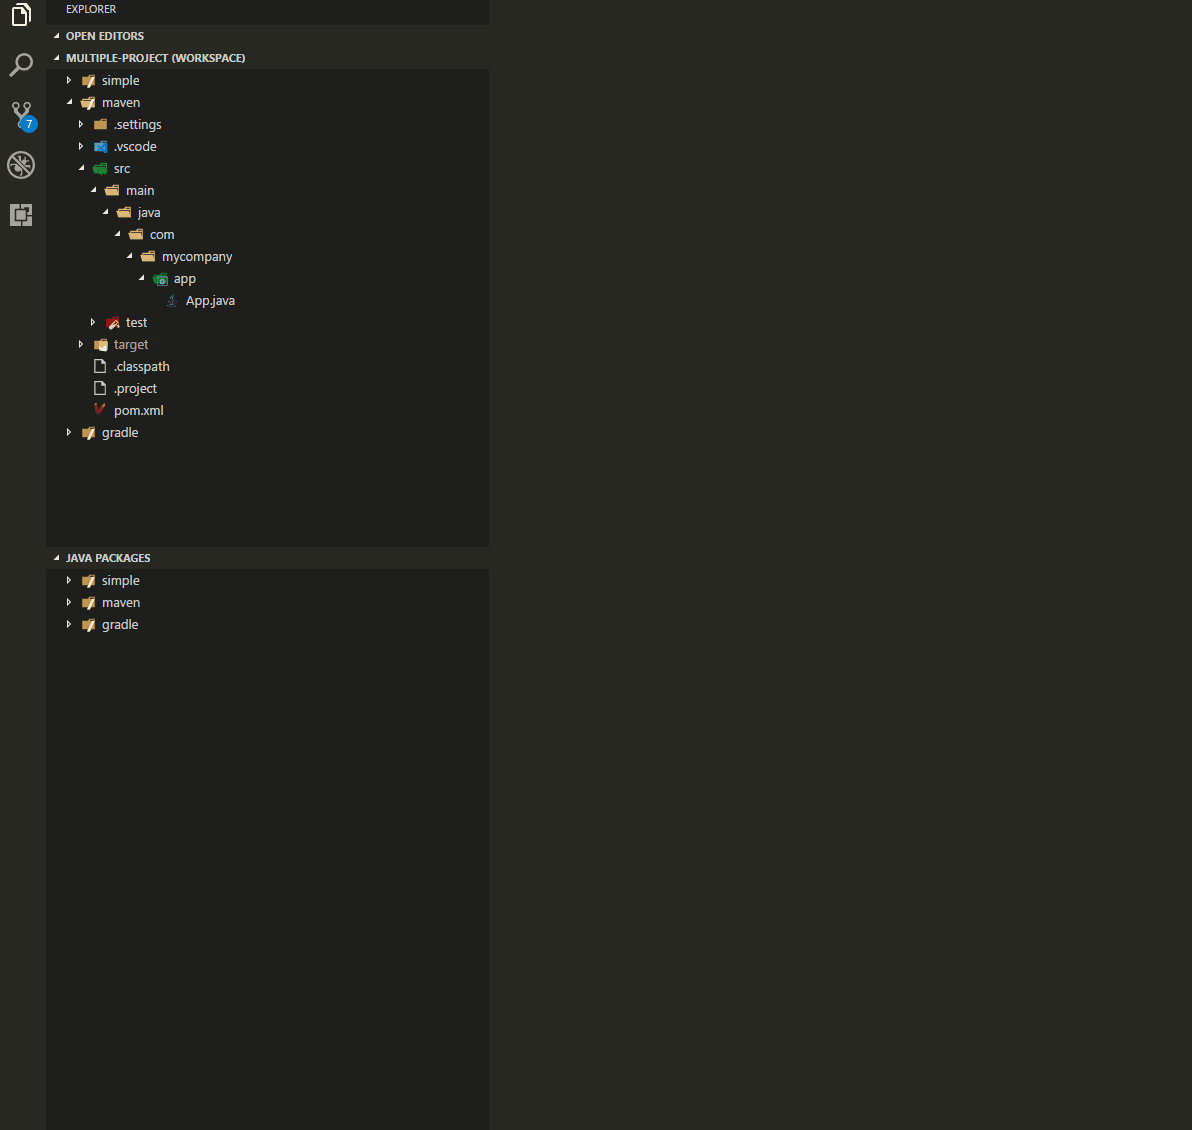 EXPLORER
OPEN EDITORS
MULTIPLE-PROJECT (WORKSPACE)
simple
maven
.settings
.vscode
src
main
java
com
mycompany
app
App.java
test
target
.classpath
.project
pom.xml
gradle
JAVA PACKAGES
simple
maven
gradle
7